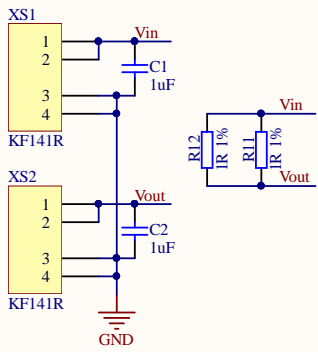 XS1
1
2
3
4
KF141R
Vin
C1
1uF
XS2
1
2
3
4
KF141R
Vout
C2
1uF
GND
Vin
R12
1R 1%
R11
1R 1%
Vout